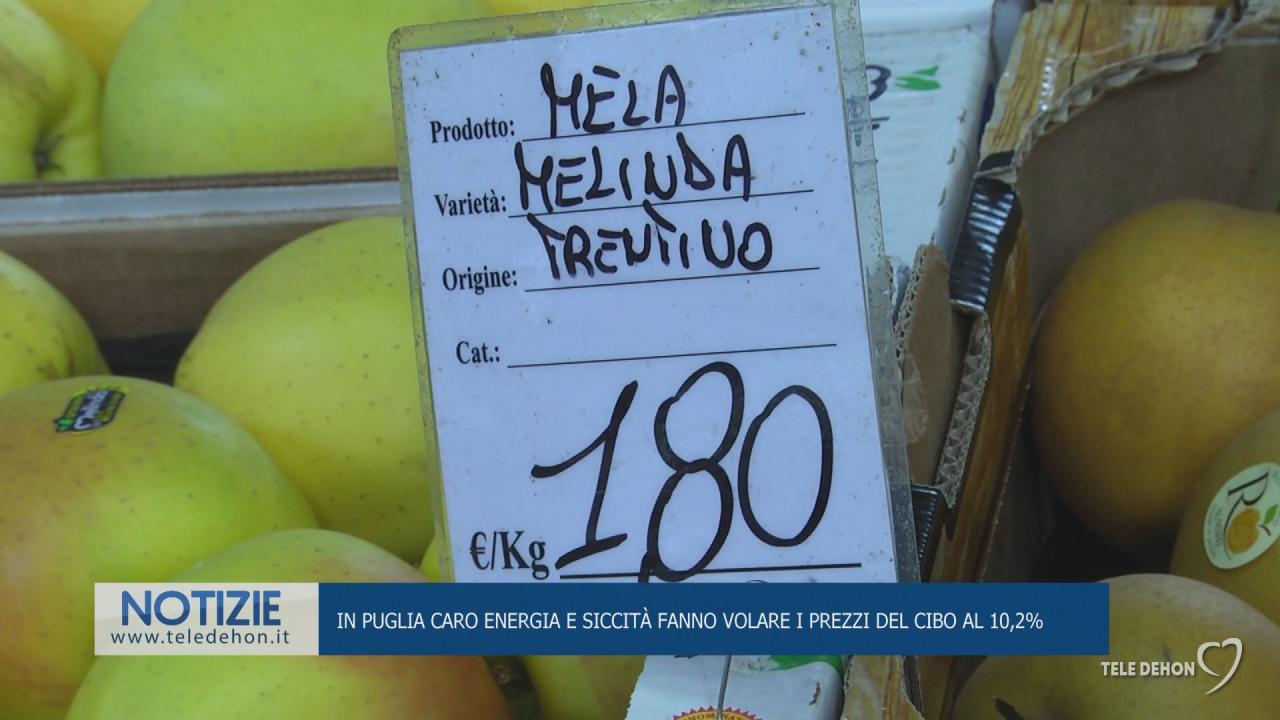 Prodotto: MÈLA
Varietà: MELINDA
Origine: TRENTINO
Cat.:
€/Kg 180
NOTIZIE
www.teledehon.it
IN PUGLIA CARO ENERGIA E SICCITÀ FANNO VOLARE I PREZZI DEL CIBO AL 10,2%
TELE DEHON